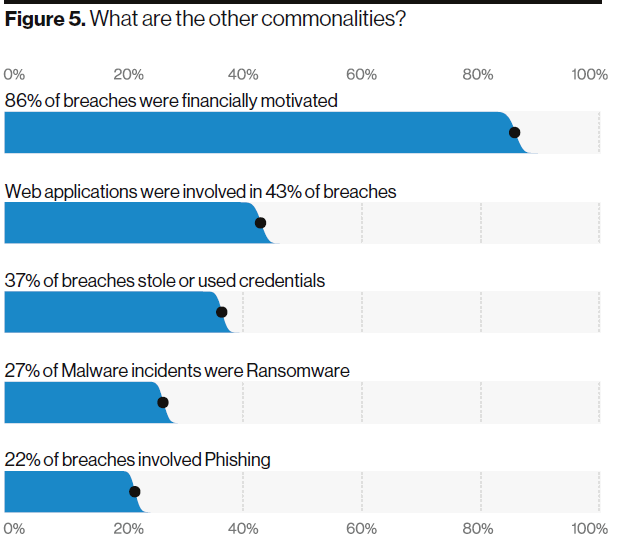 Figure 5. What are the other commonalities?
0% 20% 40% 60% 80% 100%
86% of breaches were financially motivated
Web applications were involved in 43% of breaches
37% of breaches stole or used credentials
27% of Malware incidents were Ransomware
22% of breaches involved Phishing
0% 20% 40% 60% 80% 100%